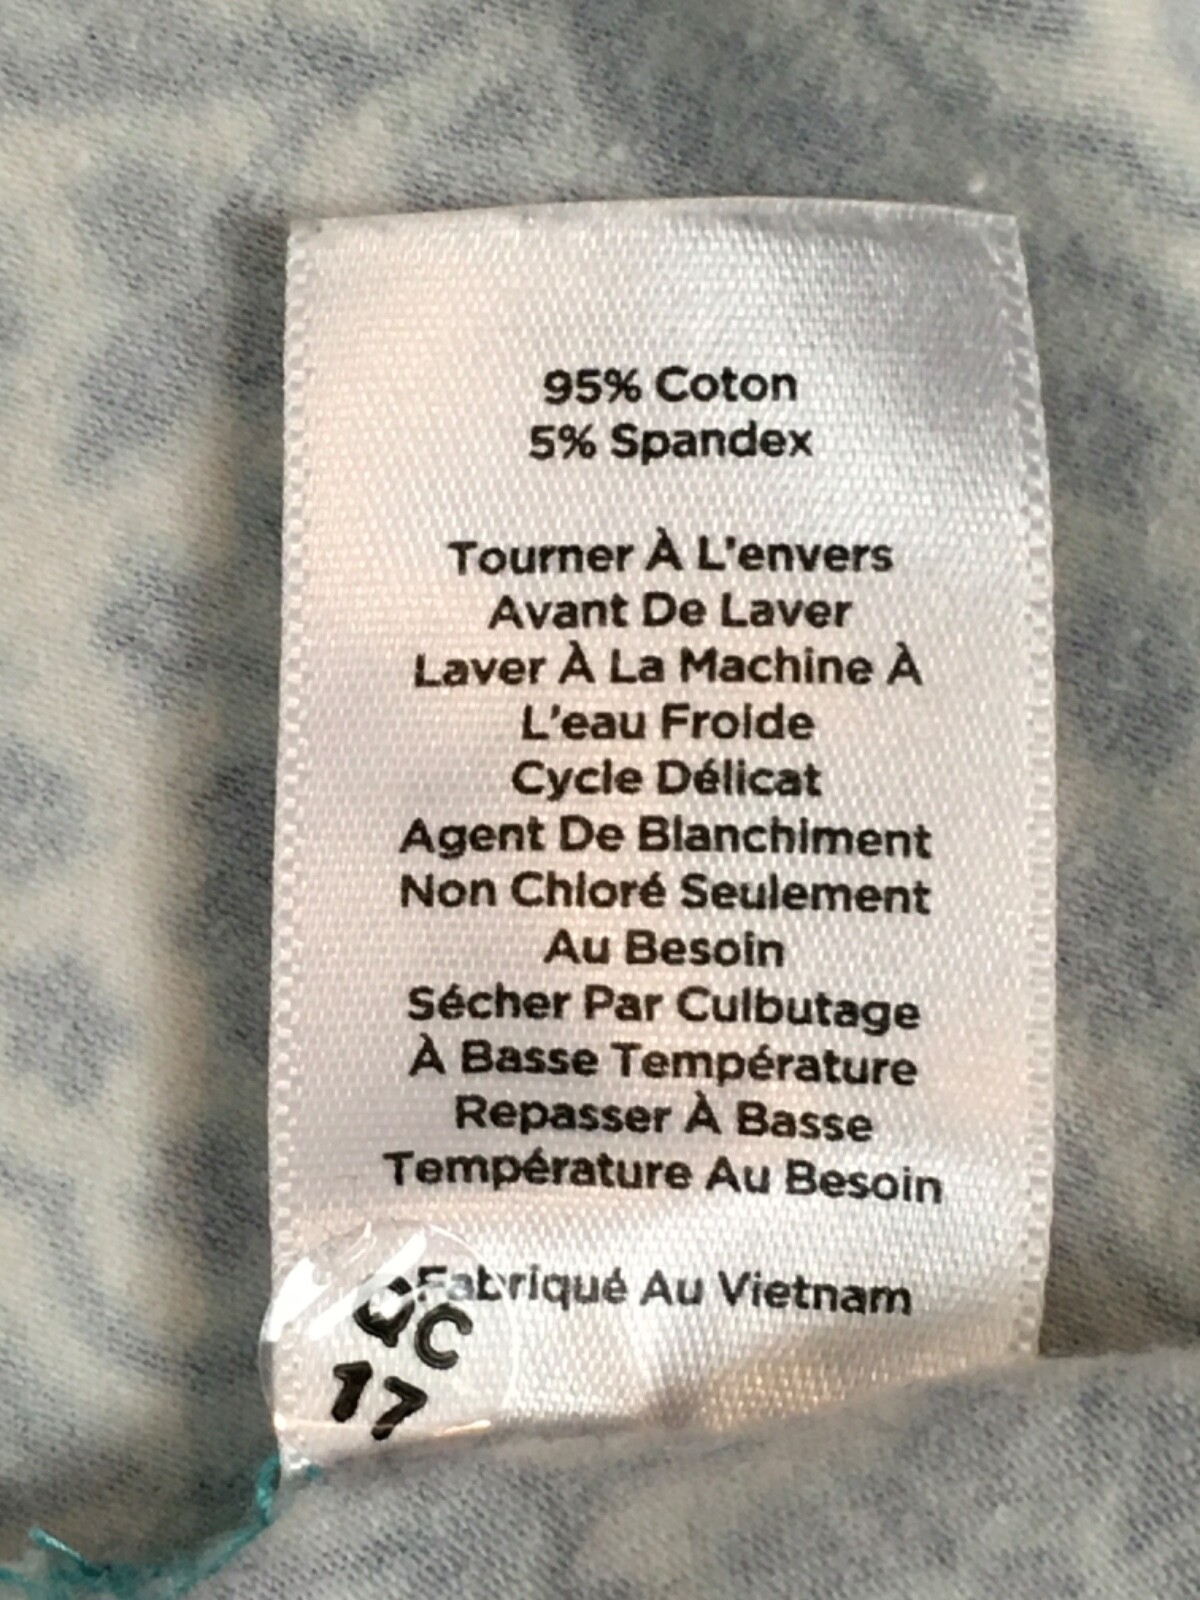 95% Coton
5% Spandex
Tourner À L'envers
Avant De Laver
Laver À La Machine À
L'eau Froide
Cycle Délicat
Agent De Blanchiment
Non Chloré Seulement
Au Besoin
Sécher Par Culbutage
À Basse Température
Repasser À Basse
Température Au Besoin
Fabriqué Au Vietnam
QC
17